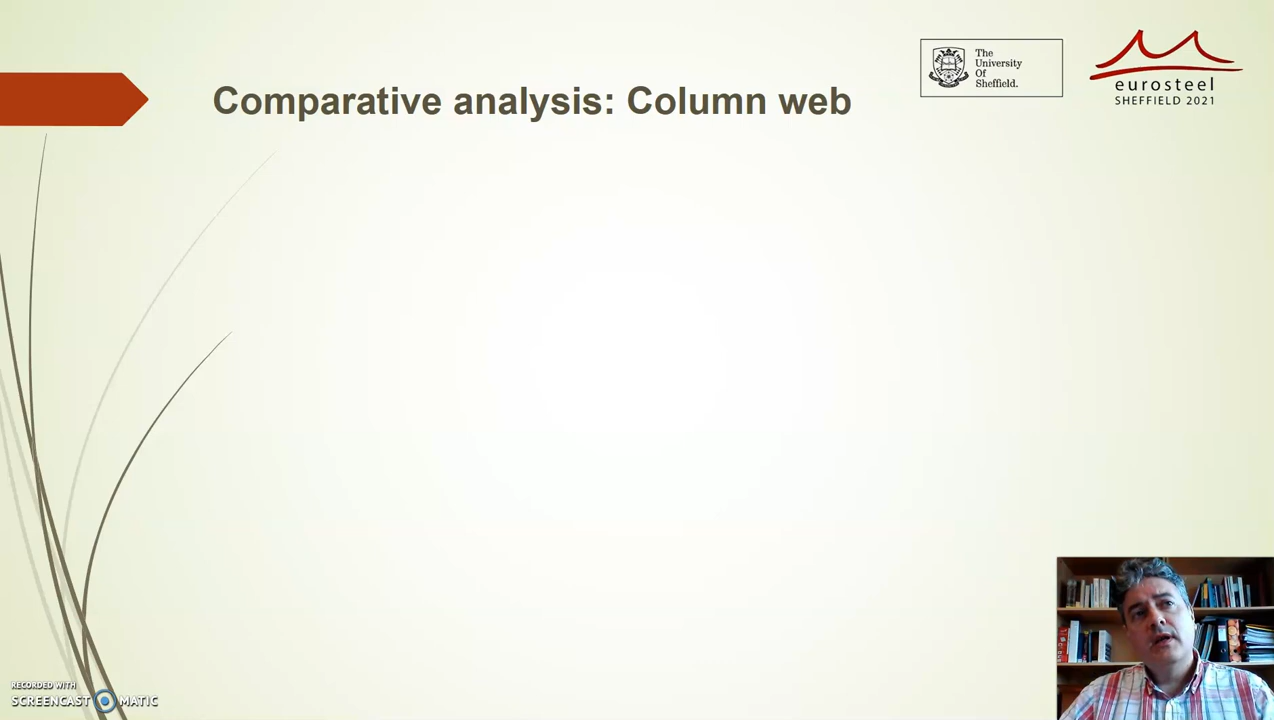 Comparative analysis: Column web
The
University
Of
Sheffield.
eurosteel
SHEFFIELD 2021
RECORDED WITH
SCREENCAST MATIC